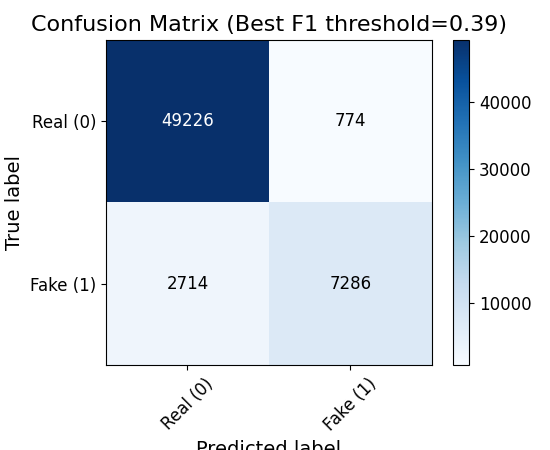 Confusion Matrix (Best F1 threshold=0.39)
True label
Real (0)
49226
774
Fake (1)
2714
7286
Real (0)
Fake (1)
Predicted label
40000
30000
20000
10000